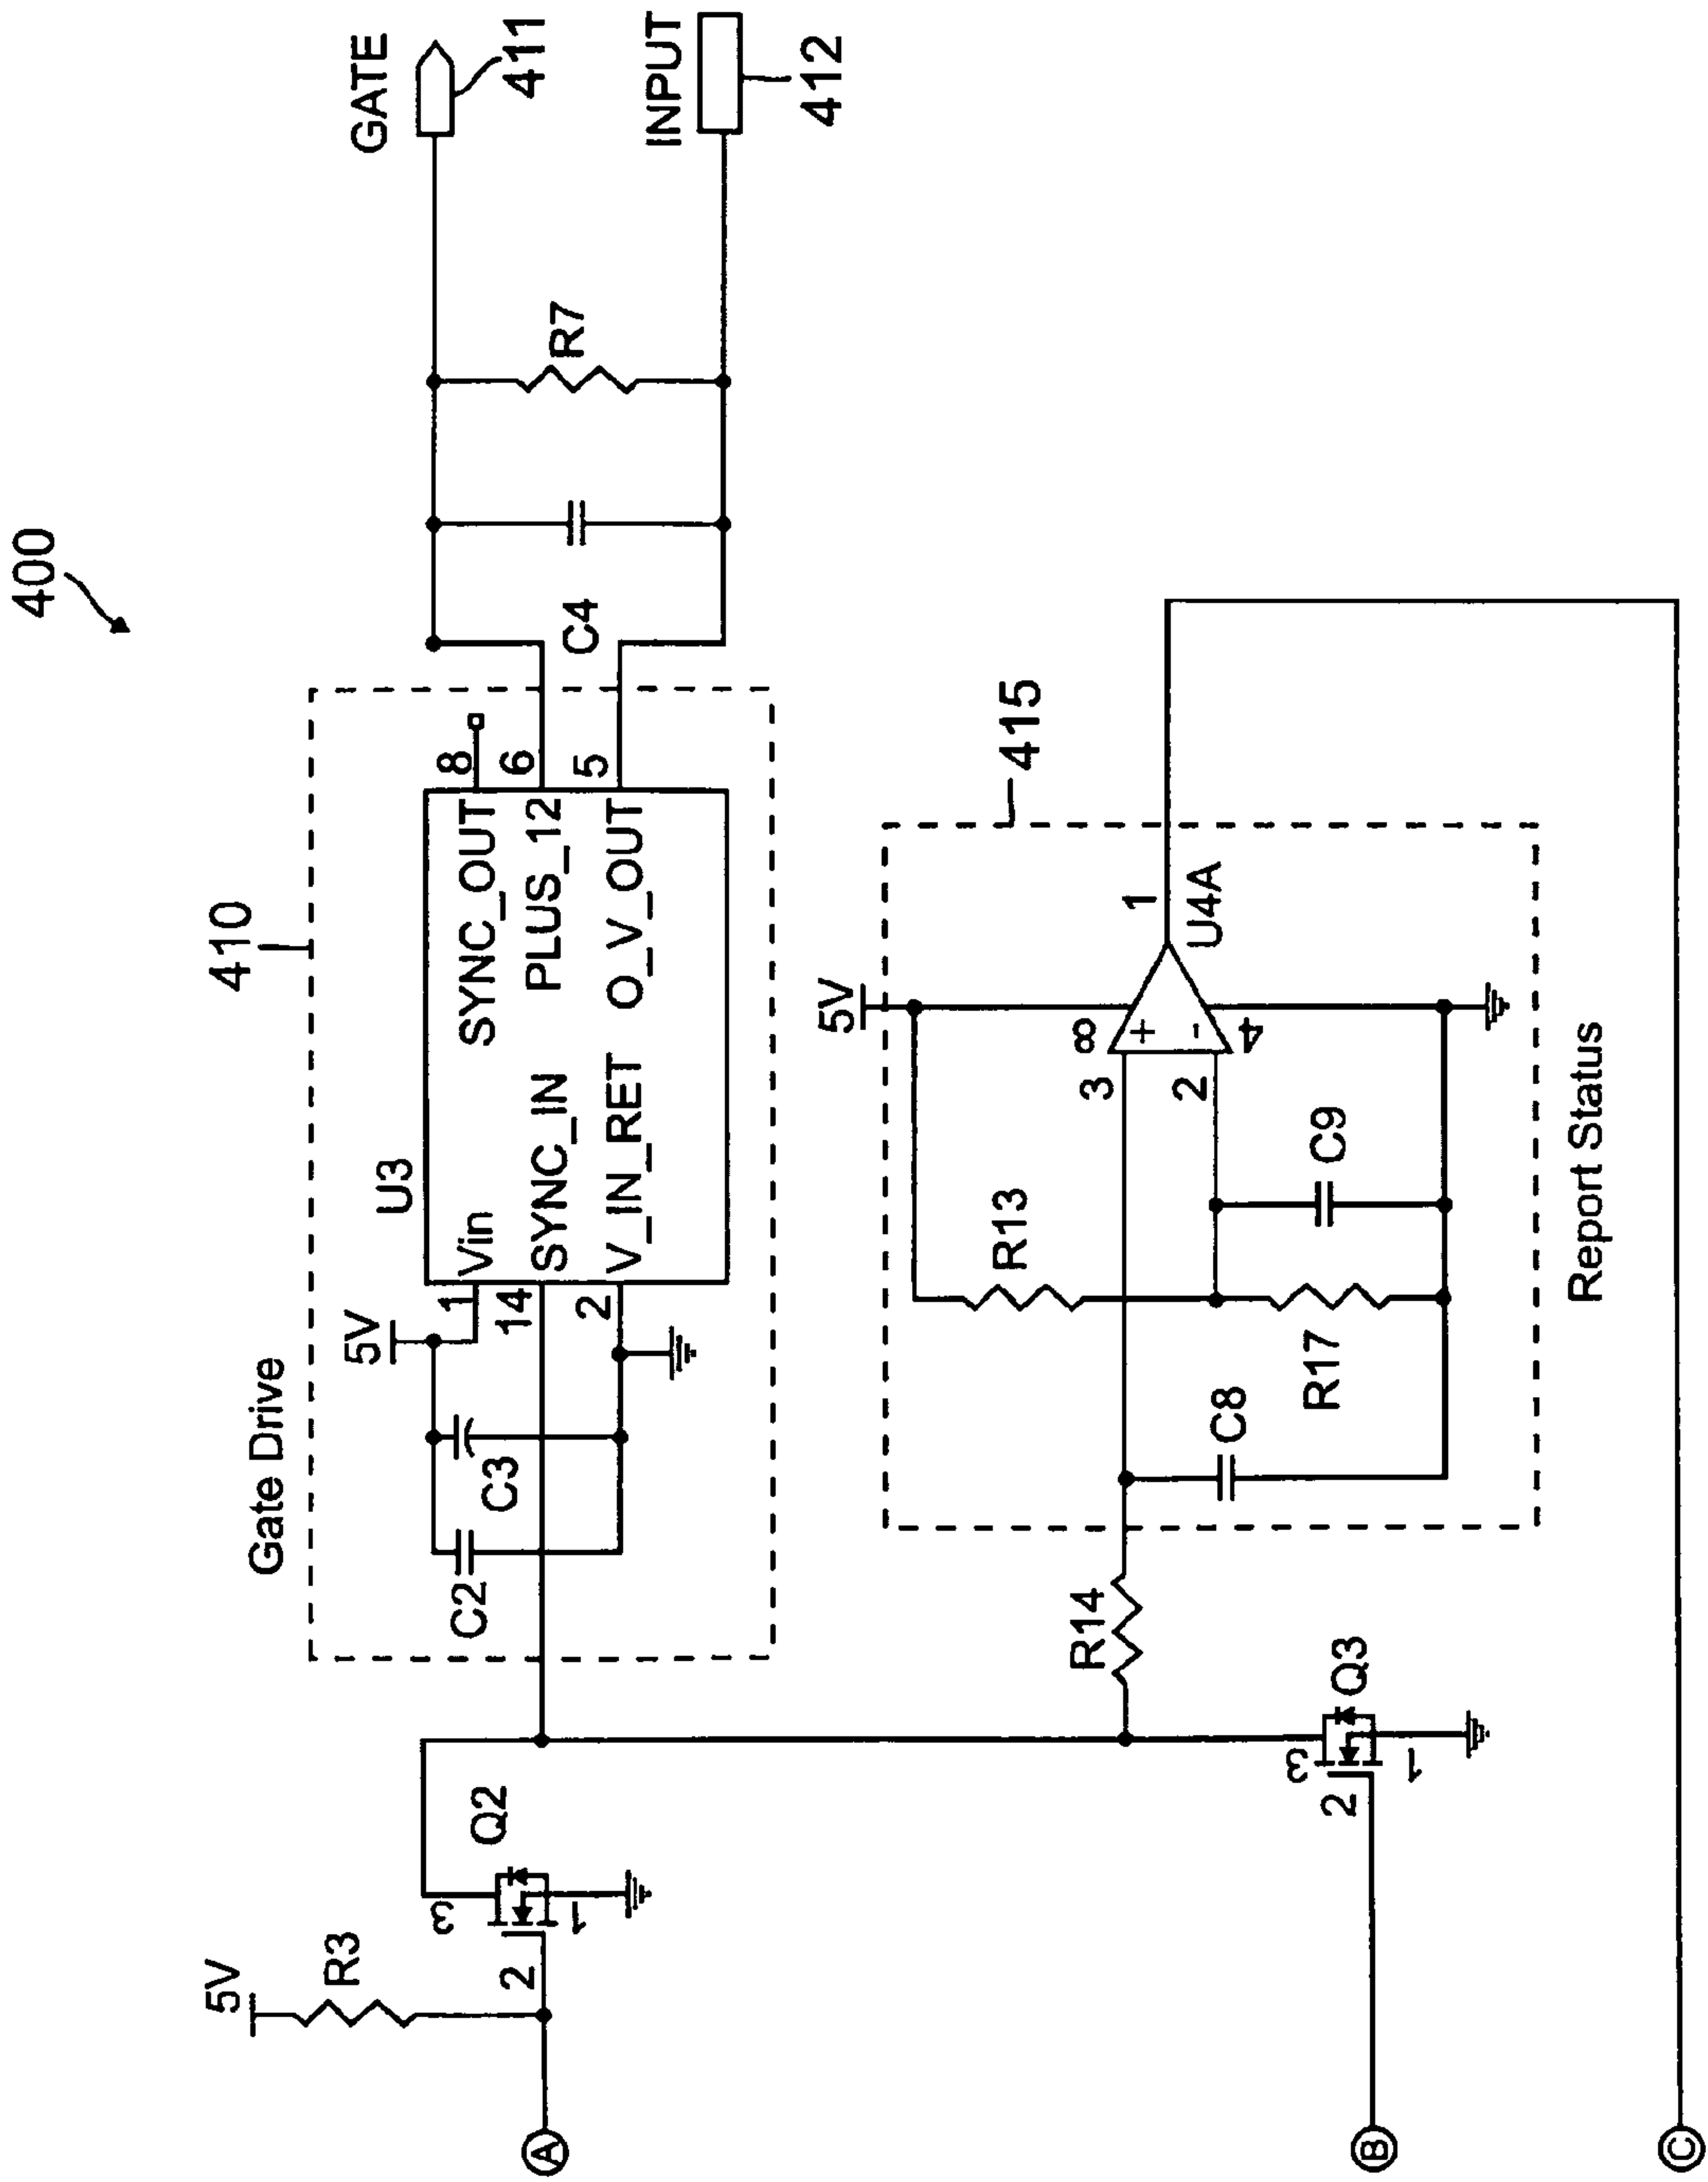 400
Gate Drive
410
5V
U3
1
Vin
SYNC_OUT
8
14
SYNC_IN
PLUS_12
6
2
V_IN_RET
O_V_OUT
5
C2
C3
C4
R7
GATE
411
INPUT
412
5V
R3
A
2
3
1
Q2
R14
415
5V
R13
3
2
+
-
8
4
1
U4A
C8
R17
C9
Report Status
B
2
3
1
Q3
C